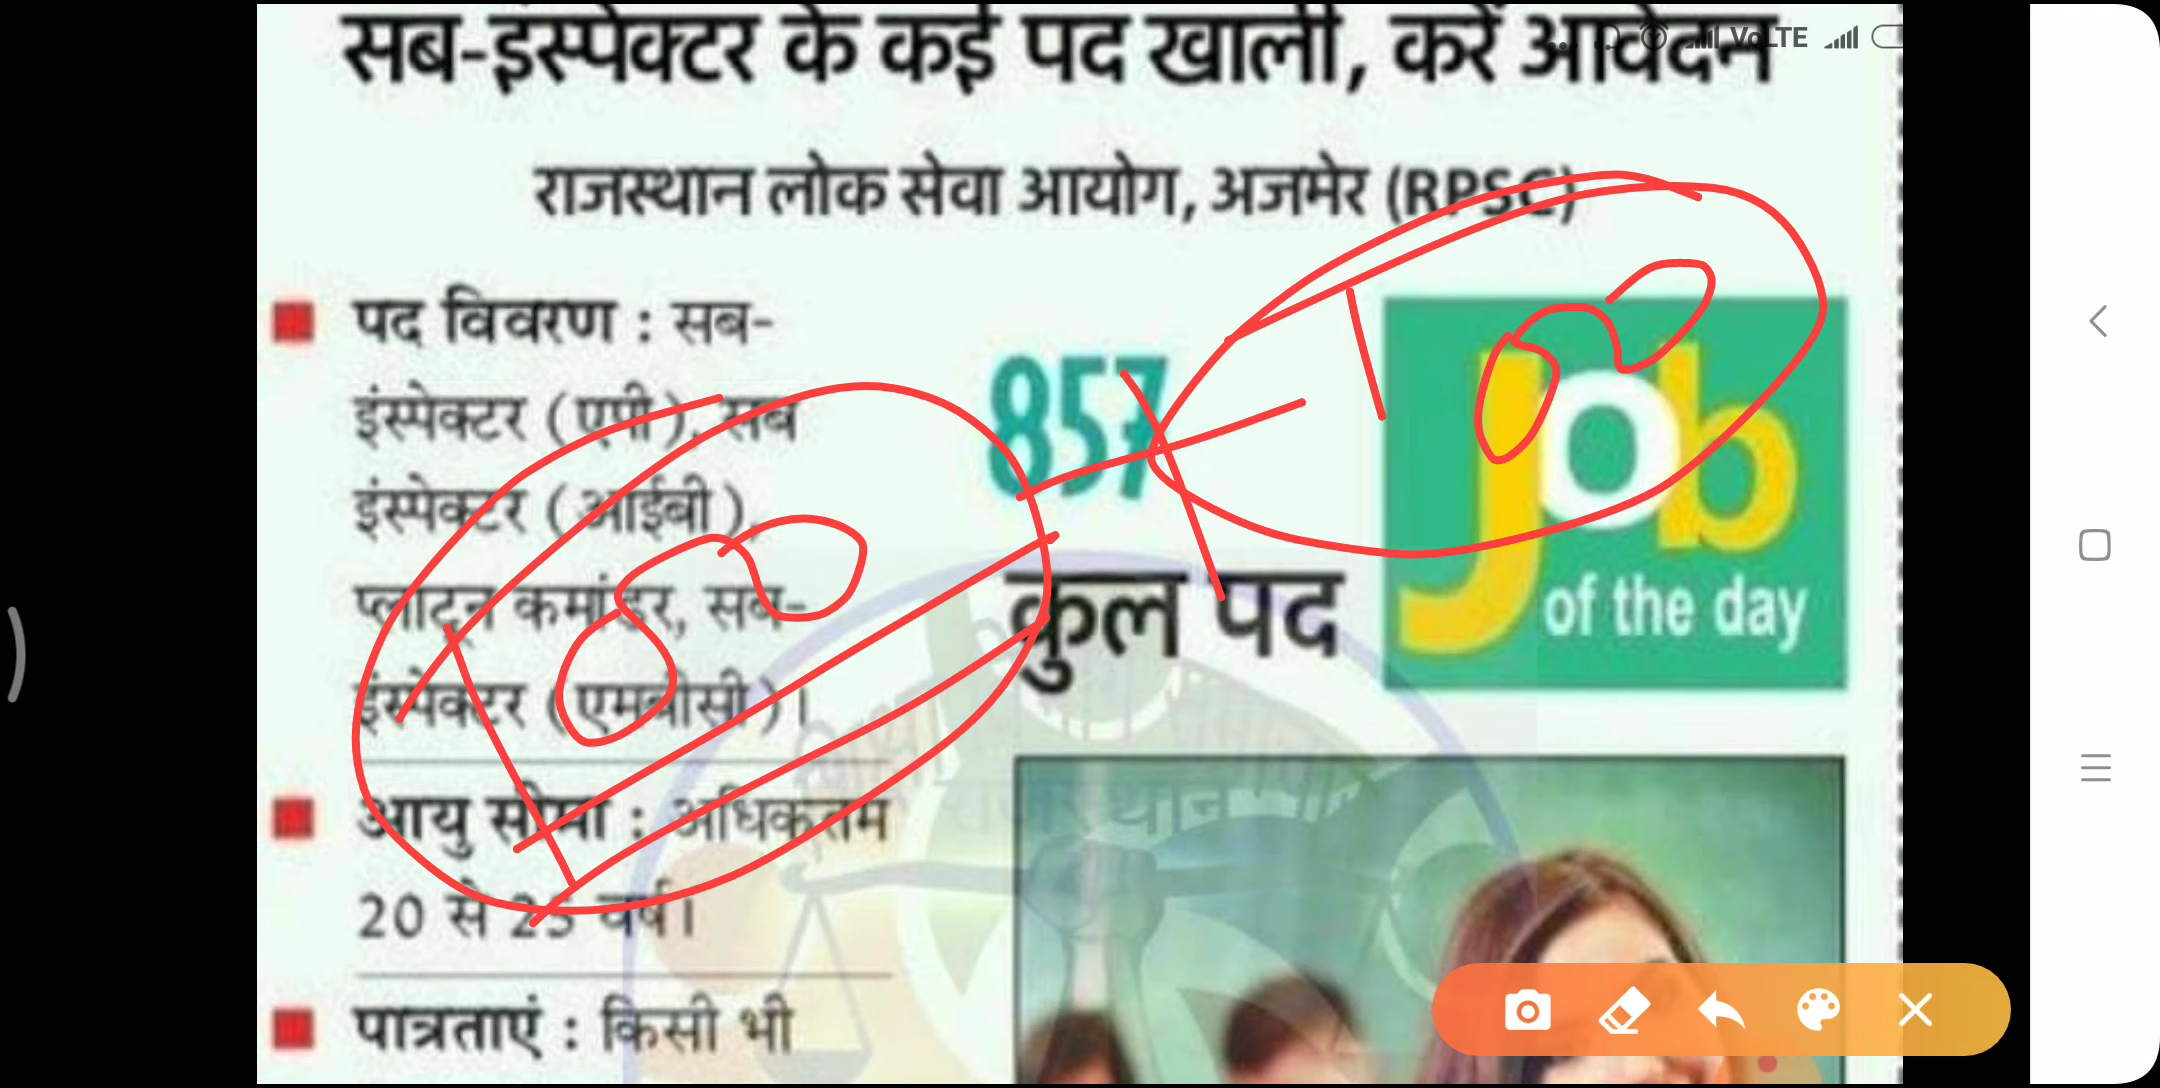 सब-इंस्पेक्टर के कई पद खाली, करें आवेदन
VoLTE
राजस्थान लोक सेवा आयोग, अजमेर (RPSC)
पद विवरण : सब-
इंस्पेक्टर (एपी), सब
इंस्पेक्टर (आईबी),
प्लाटून कमांडर, सब-
इंस्पेक्टर (एमबीसी)।
857
कुल पद
Job
of the day
आयु सीमा : अधिकतम
20 से 25 वर्ष।
पात्रताएं : किसी भी